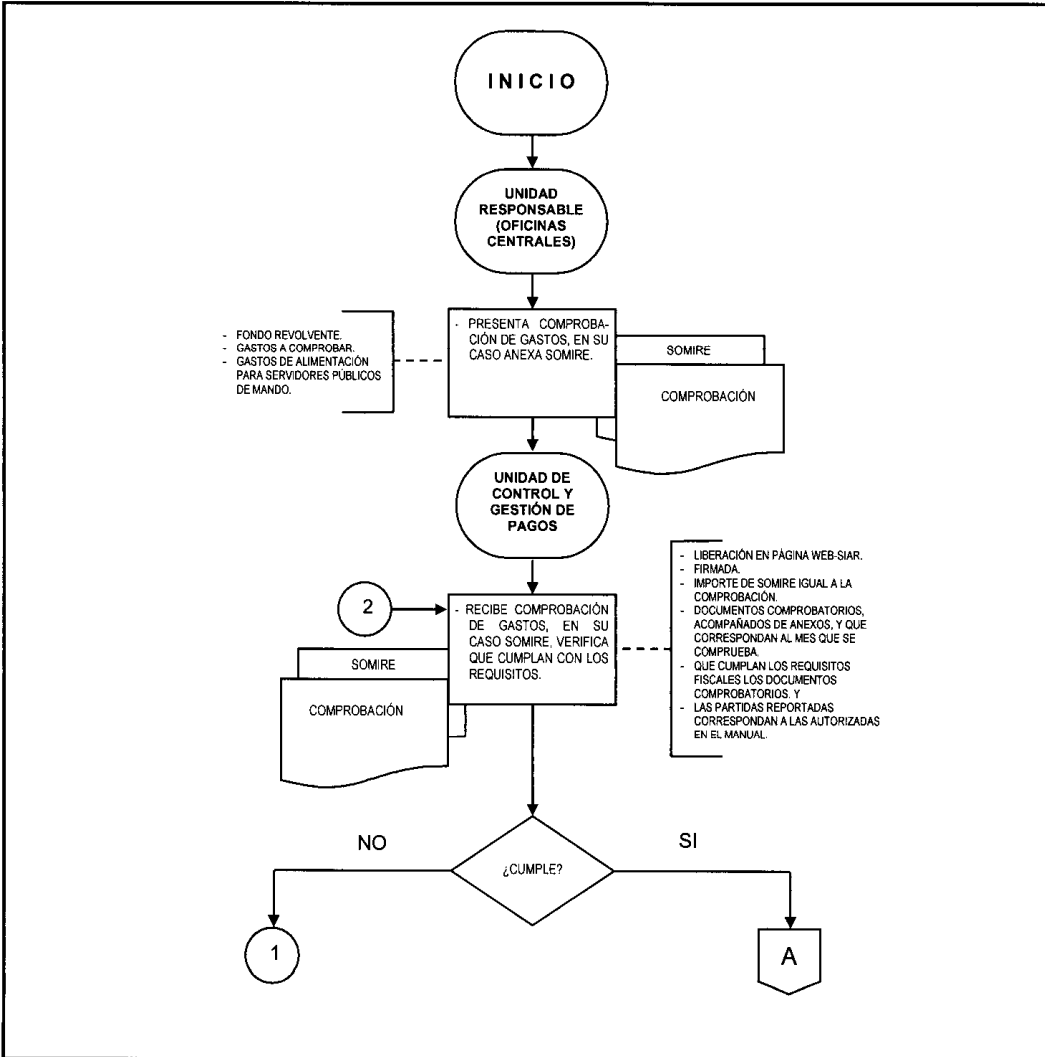 INICIO
UNIDAD
RESPONSABLE
(OFICINAS
CENTRALES)
- FONDO REVOLVENTE.
- GASTOS A COMPROBAR.
- GASTOS DE ALIMENTACIÓN
PARA SERVIDORES PÚBLICOS
DE MANDO.
- PRESENTA COMPROBA-
CIÓN DE GASTOS, EN SU
CASO ANEXA SOMIRE.
SOMIRE
COMPROBACIÓN
UNIDAD DE
CONTROL Y
GESTIÓN DE
PAGOS
2
- RECIBE COMPROBACIÓN
DE GASTOS, EN SU
CASO SOMIRE, VERIFICA
QUE CUMPLAN CON LOS
REQUISITOS.
SOMIRE
COMPROBACIÓN
- LIBERACIÓN EN PÁGINA WEB-SIAR.
- FIRMADA.
- IMPORTE DE SOMIRE IGUAL A LA
COMPROBACIÓN.
- DOCUMENTOS COMPROBATORIOS,
ACOMPAÑADOS DE ANEXOS, Y QUE
CORRESPONDAN AL MES QUE SE
COMPRUEBA.
- QUE CUMPLAN LOS REQUISITOS
FISCALES LOS DOCUMENTOS
COMPROBATORIOS. Y
- LAS PARTIDAS REPORTADAS
CORRESPONDAN A LAS AUTORIZADAS
EN EL MANUAL.
NO
¿CUMPLE?
SI
1
A